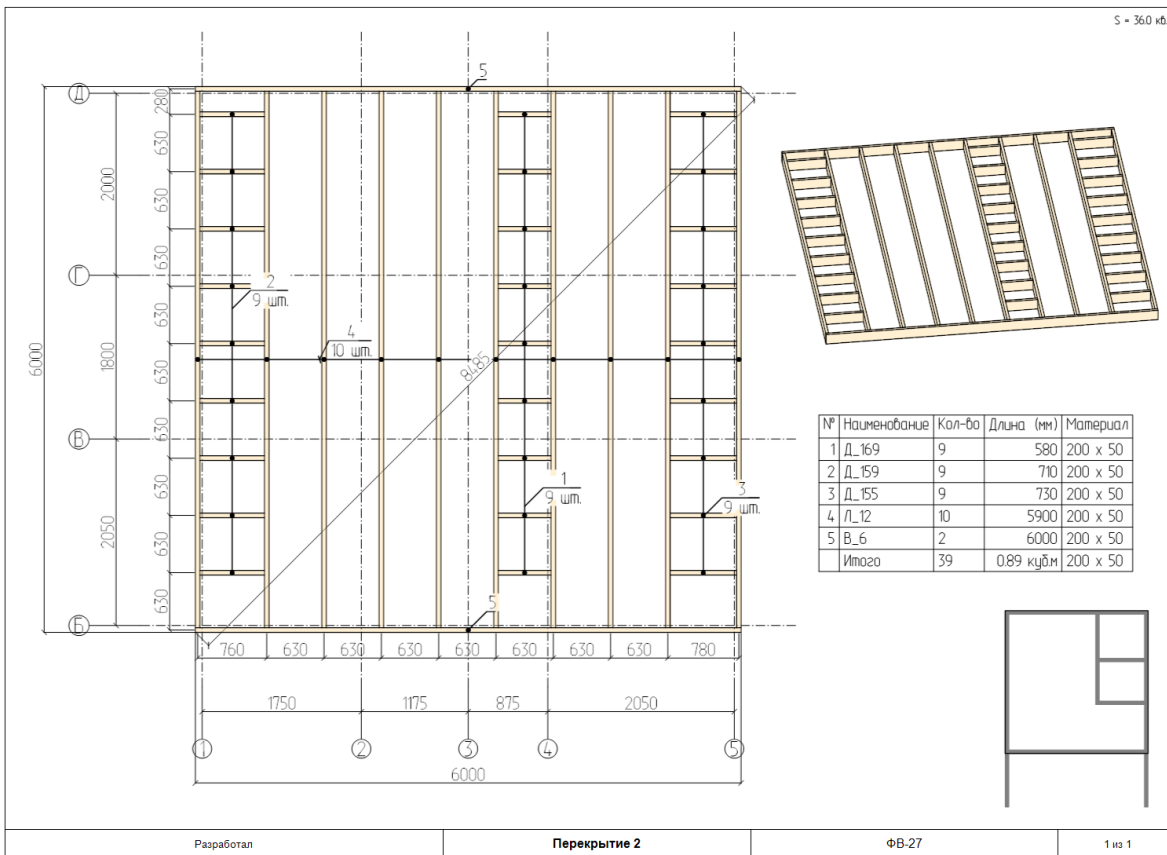 S = 36.0 кв.
5
Д
280
630
630
2000
630
Г
2
9 шт.
630
630
4
10 шт.
6000
1800
8485
630
В
630
1
9 шт.
3
9 шт.
630
2050
630
5
630
Б
760 630 630 630 630 630 630 630 780
1750 1175 875 2050
1 2 3 4 5
6000
№ Наименование Кол-во Длина (мм) Материал
1 Д_169 9 580 200 x 50
2 Д_159 9 710 200 x 50
3 Д_155 9 730 200 x 50
4 Л_12 10 5900 200 x 50
5 В_6 2 6000 200 x 50
Итого 39 0.89 куб.м 200 x 50
Разработал Перекрытие 2 ФВ-27 1 из 1